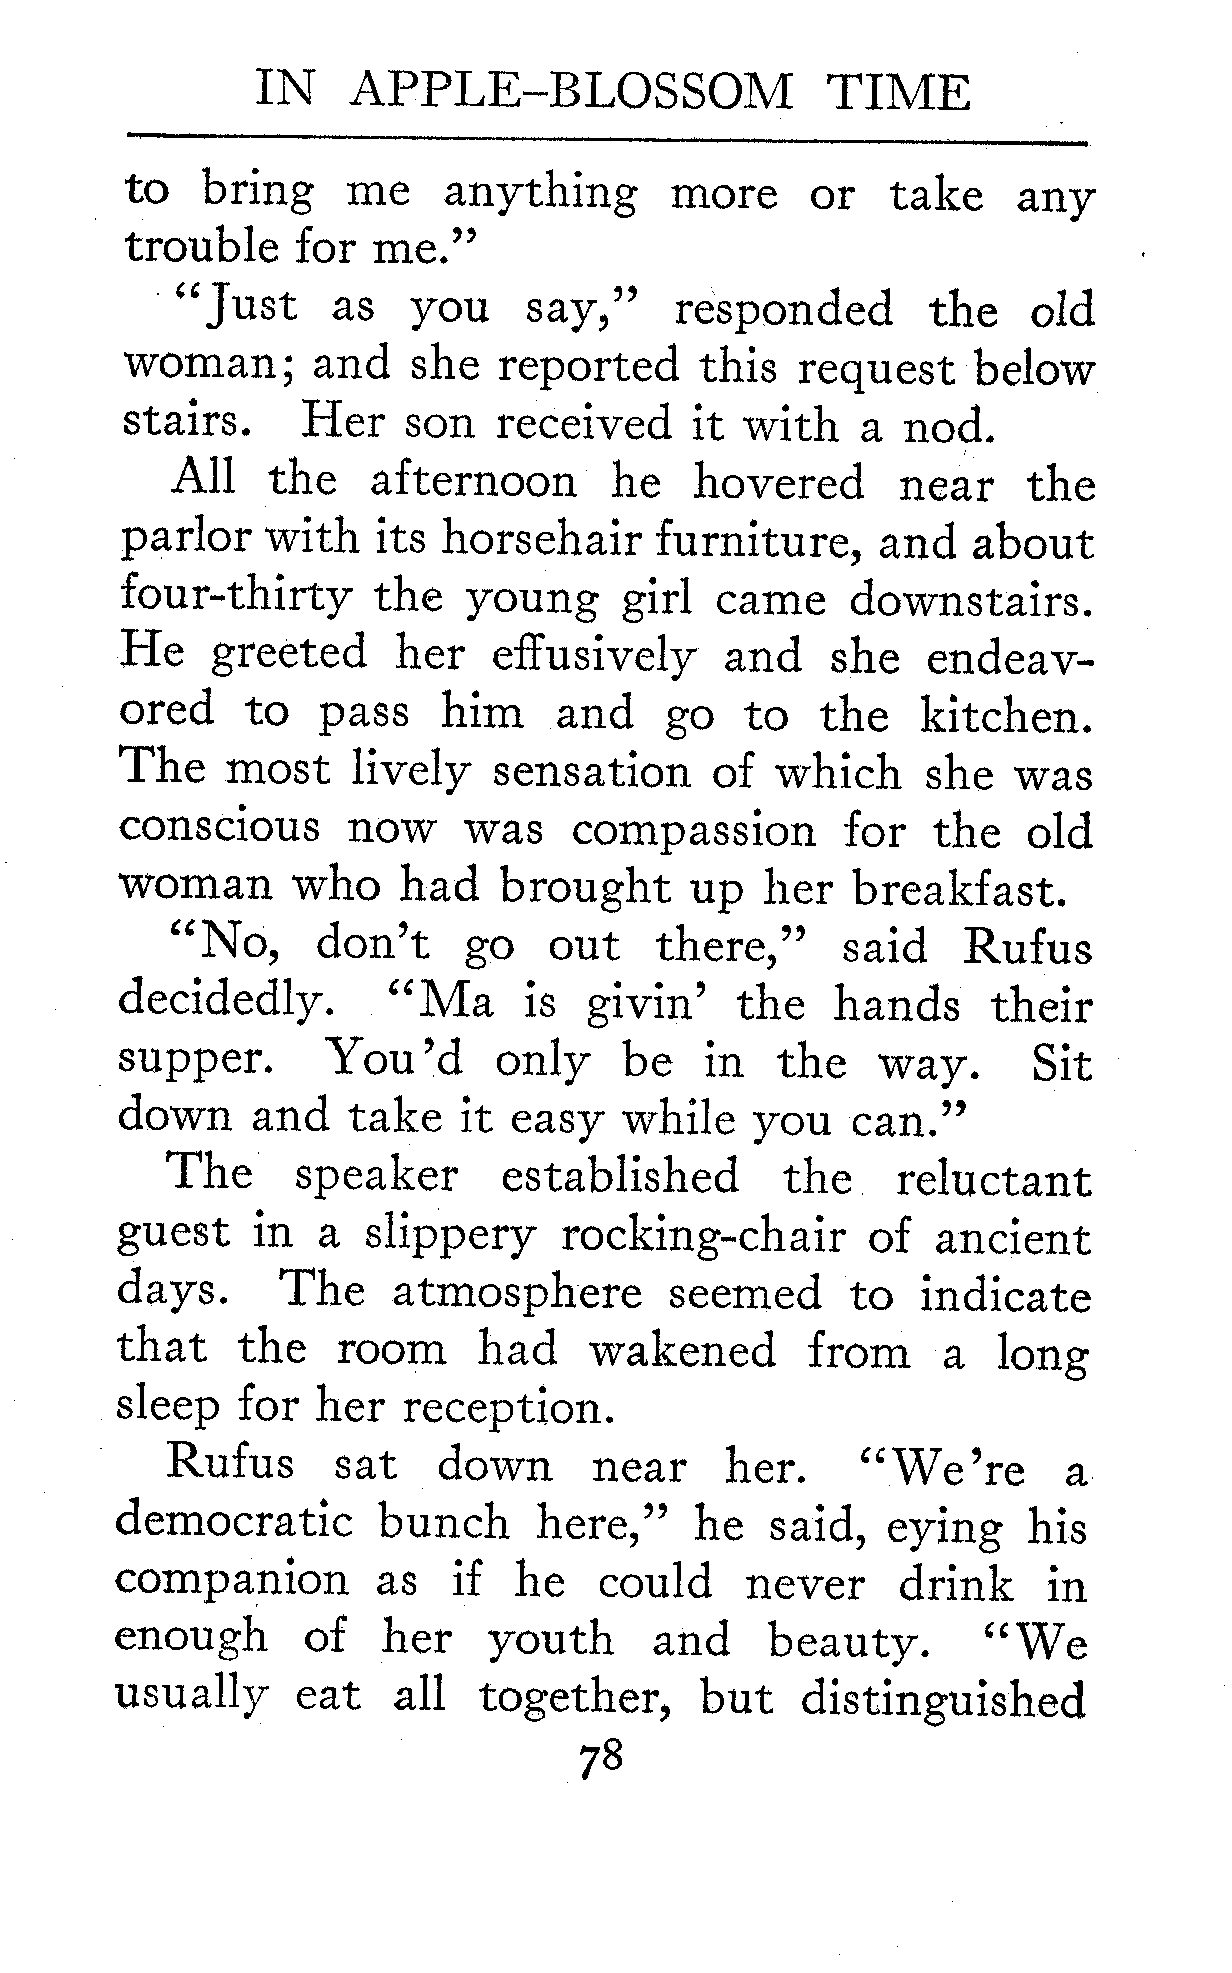 IN APPLE-BLOSSOM TIME
to bring me anything more or take any
trouble for me.”
“Just as you say,” responded the old
woman; and she reported this request below
stairs. Her son received it with a nod.
All the afternoon he hovered near the
parlor with its horsehair furniture, and about
four-thirty the young girl came downstairs.
He greeted her effusively and she endeav-
ored to pass him and go to the kitchen.
The most lively sensation of which she was
conscious now was compassion for the old
woman who had brought up her breakfast.
“No, don’t go out there,” said Rufus
decidedly. “Ma is givin’ the hands their
supper. You’d only be in the way. Sit
down and take it easy while you can.”
The speaker established the reluctant
guest in a slippery rocking-chair of ancient
days. The atmosphere seemed to indicate
that the room had wakened from a long
sleep for her reception.
Rufus sat down near her. “We’re a
democratic bunch here,” he said, eying his
companion as if he could never drink in
enough of her youth and beauty. “We
usually eat all together, but distinguished
78